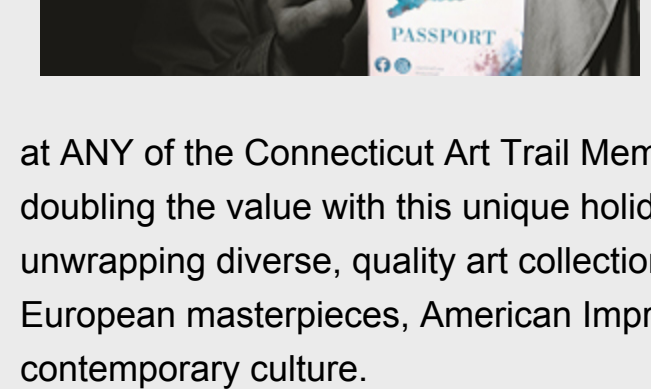 PASSPORT
at ANY of the Connecticut Art Trail Mem
doubling the value with this unique holid
unwrapping diverse, quality art collection
European masterpieces, American Impr
contemporary culture.